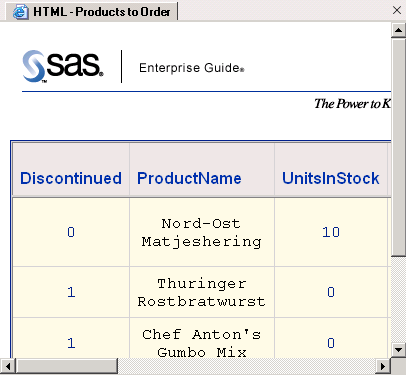 HTML - Products to Order
sas
Enterprise Guide®
The Power to K
Discontinued ProductName UnitsInStock
0 Nord-Ost Matjeshering 10
1 Thuringer Rostbratwurst 0
1 Chef Anton's Gumbo Mix 0